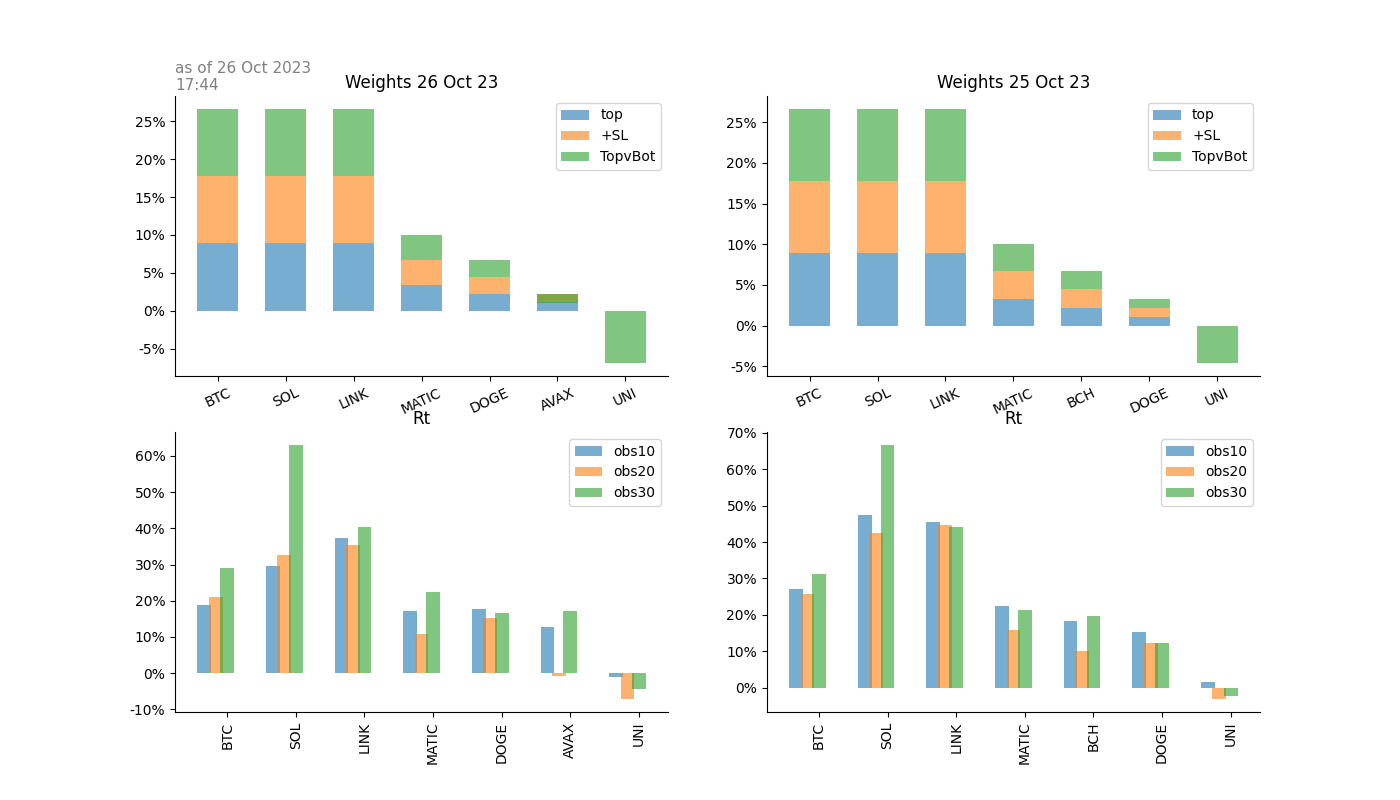 as of 26 Oct 2023
17:44
Weights 26 Oct 23
25%
20%
15%
10%
5%
0%
-5%
top
+SL
TopvBot
BTC
SOL
LINK
MATIC
DOGE
AVAX
UNI
Weights 25 Oct 23
25%
20%
15%
10%
5%
0%
-5%
top
+SL
TopvBot
BTC
SOL
LINK
MATIC
BCH
DOGE
UNI
Rt
60%
50%
40%
30%
20%
10%
0%
-10%
obs10
obs20
obs30
BTC
SOL
LINK
MATIC
DOGE
AVAX
UNI
Rt
70%
60%
50%
40%
30%
20%
10%
0%
obs10
obs20
obs30
BTC
SOL
LINK
MATIC
BCH
DOGE
UNI